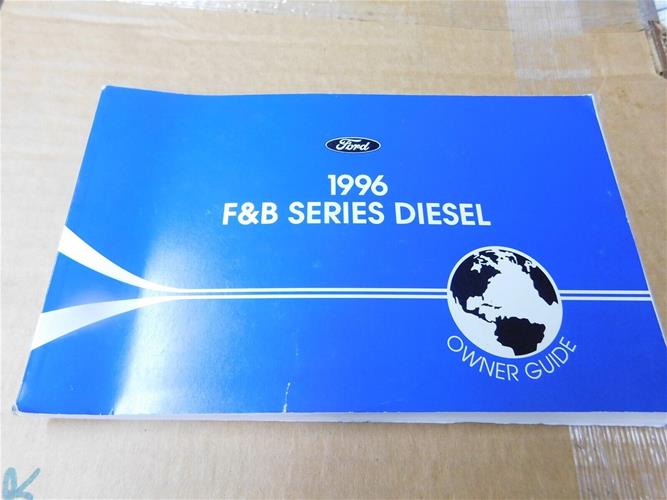 Ford
1996
F&B SERIES DIESEL
OWNER GUIDE
R